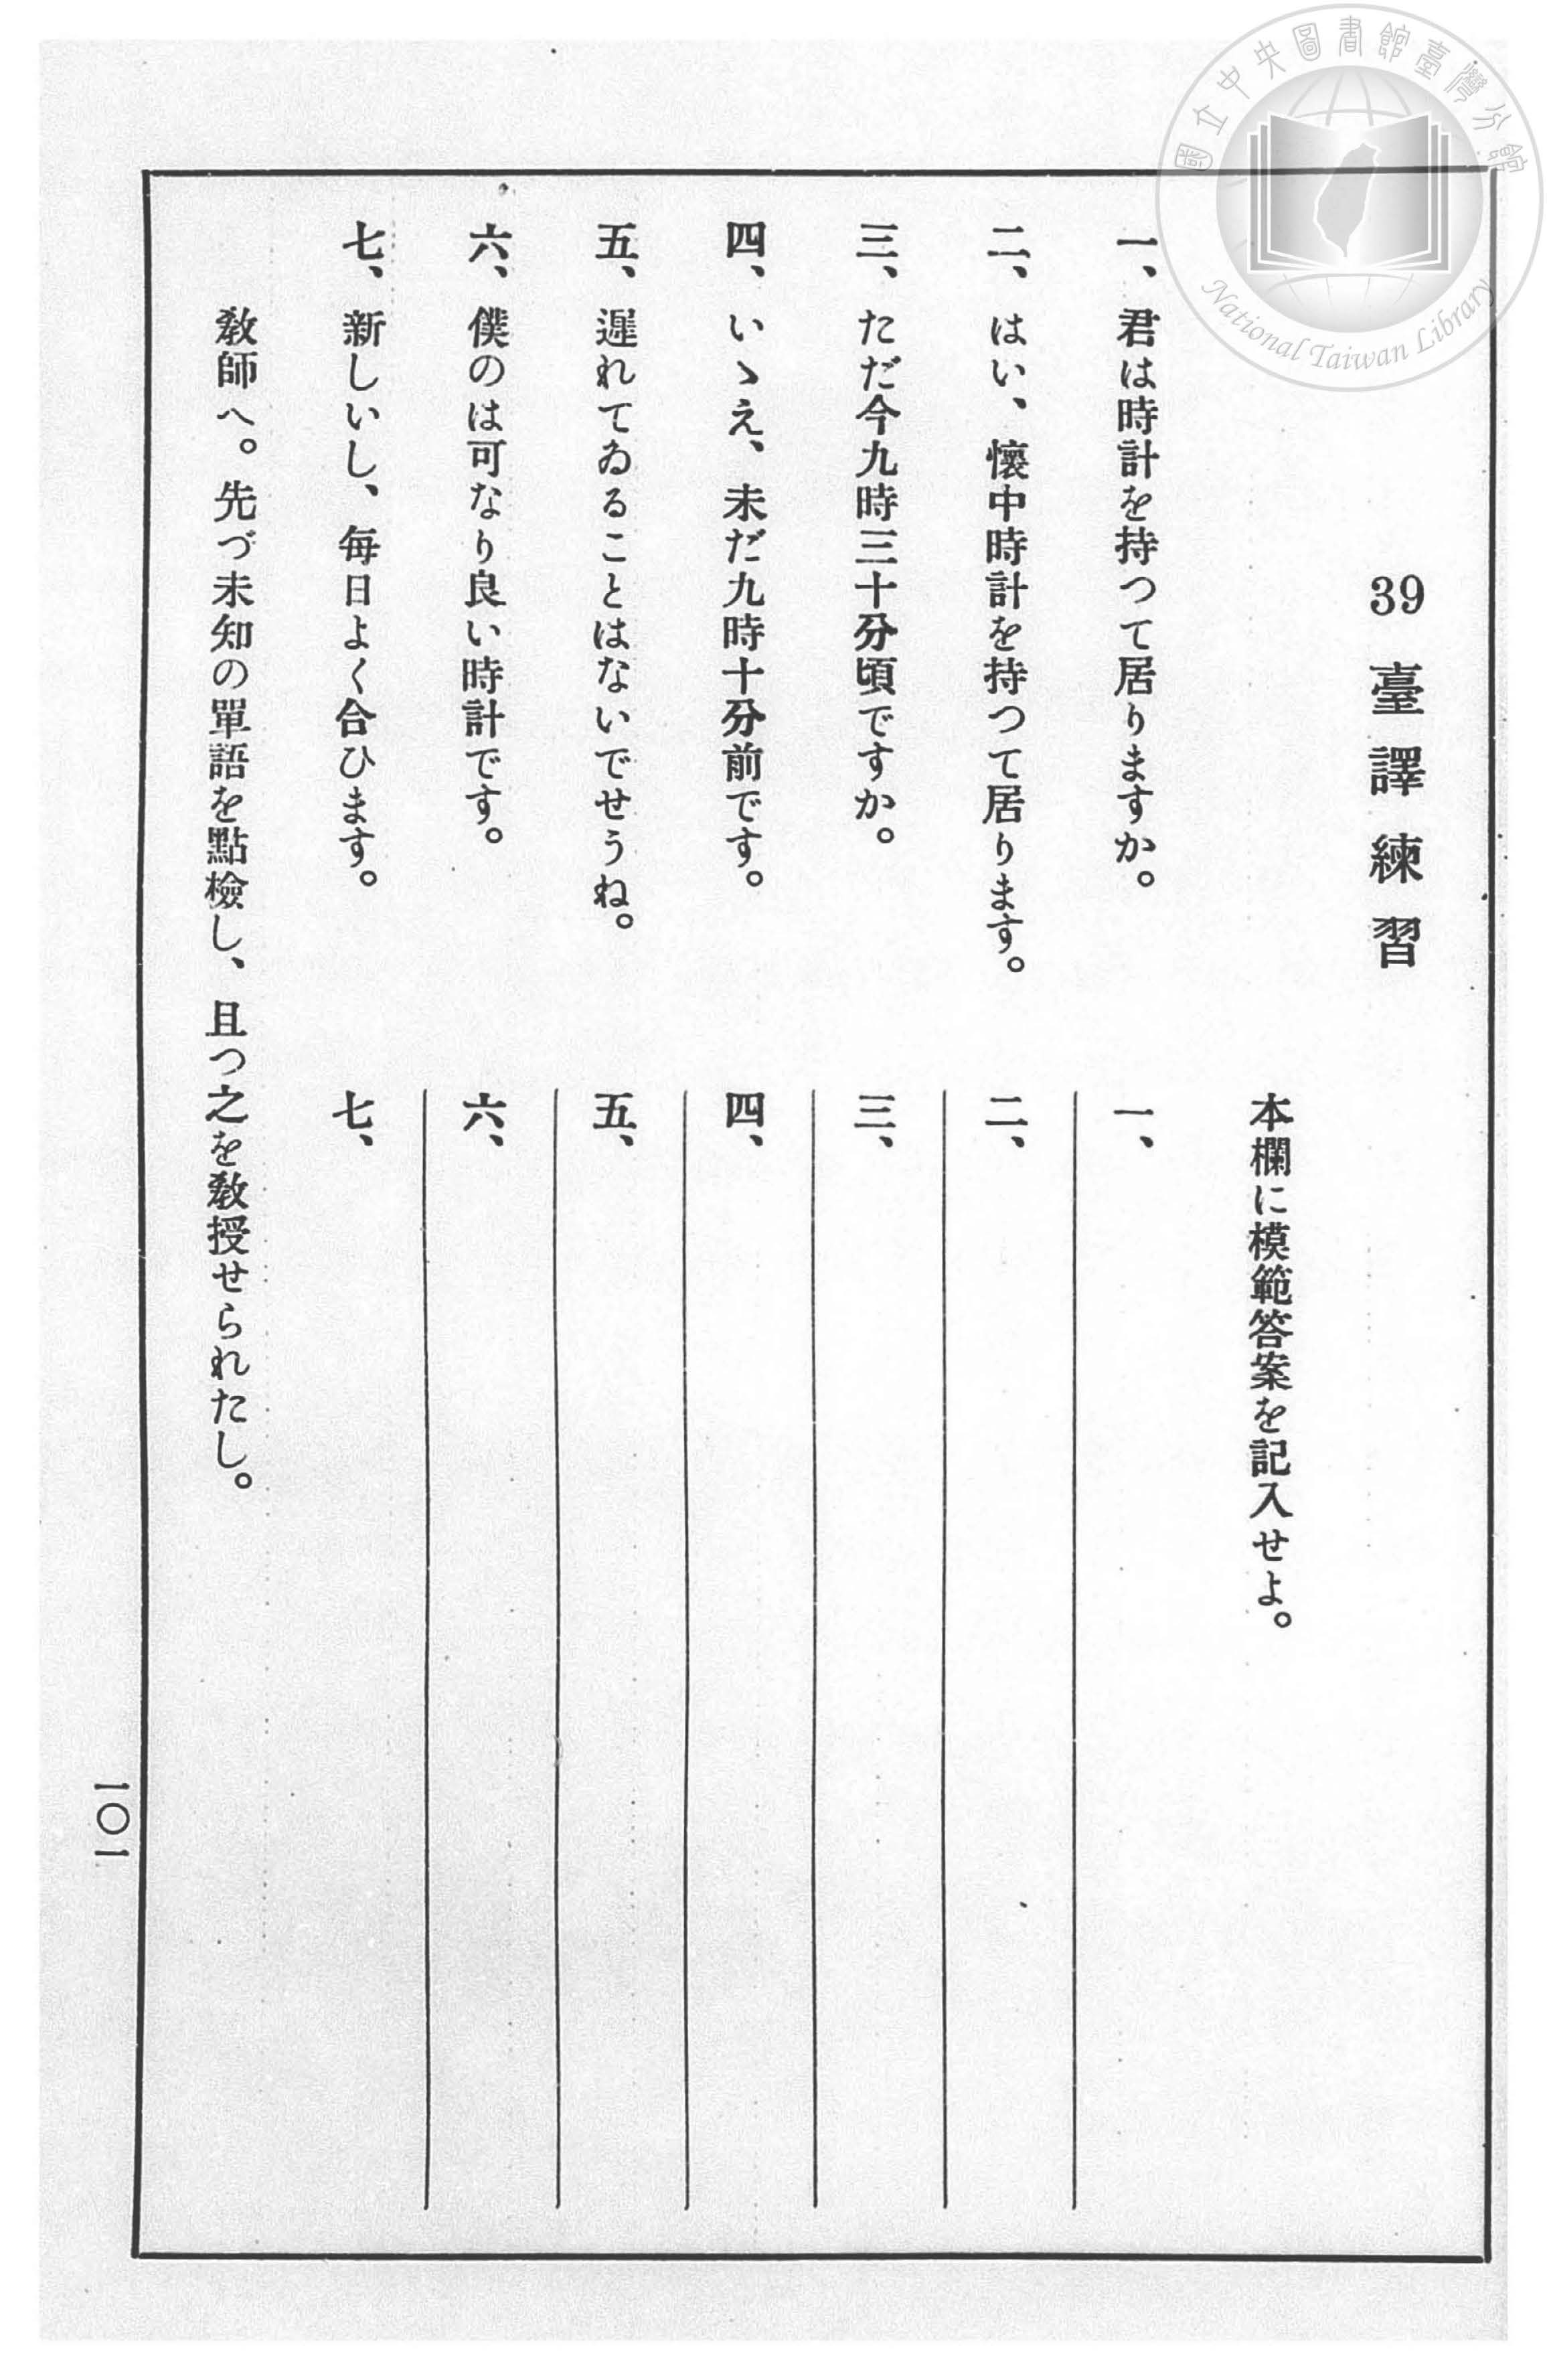 國立中央圖書館臺灣分館
National Taiwan Library
39 臺譯練習
本欄に模範答案を記入せよ。
一、君は時計を持つて居りますか。
一、
二、はい、懷中時計を持つて居ります。
二、
三、ただ今九時三十分頃ですか。
三、
四、いゝえ、未だ九時十分前です。
四、
五、遲れてゐることはないでせうね。
五、
六、僕のは可なり良い時計です。
六、
七、新しいし、每日よく合ひます。
七、
敎師へ。先づ未知の單語を點檢し、且つ之を敎授せられたし。
一〇一